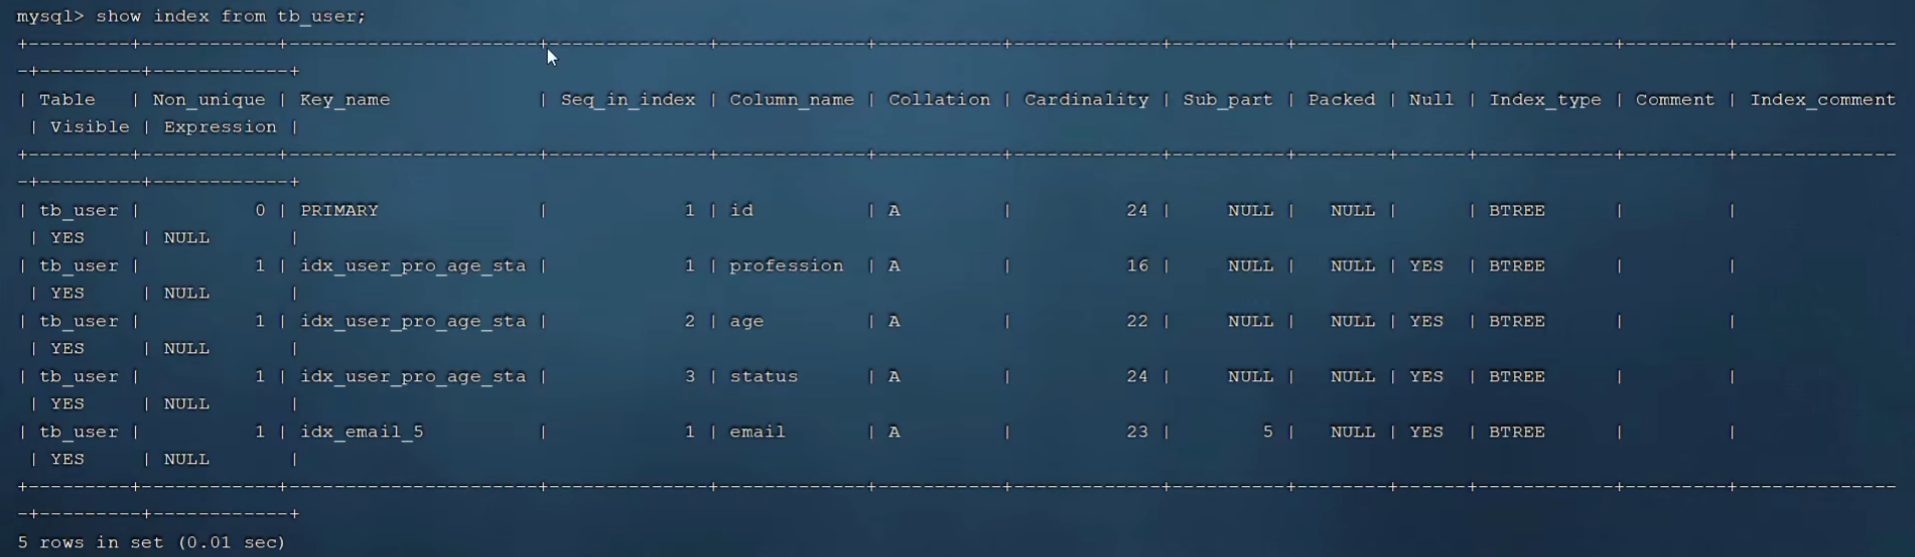 mysql> show index from tb_user;
+---------+------------+-----------------------+--------------+-------------+-----------+-------------+----------+--------+------+------------+---------+--------------
-+---------+------------+
| Table   | Non_unique | Key_name              | Seq_in_index | Column_name | Collation | Cardinality | Sub_part | Packed | Null | Index_type | Comment | Index_comment
 | Visible | Expression |
+---------+------------+-----------------------+--------------+-------------+-----------+-------------+----------+--------+------+------------+---------+--------------
-+---------+------------+
| tb_user |          0 | PRIMARY               |            1 | id          | A         |          24 |     NULL |   NULL |      | BTREE      |         |
 | YES     | NULL       |
| tb_user |          1 | idx_user_pro_age_sta |            1 | profession  | A         |          16 |     NULL |   NULL | YES  | BTREE      |         |
 | YES     | NULL       |
| tb_user |          1 | idx_user_pro_age_sta |            2 | age         | A         |          22 |     NULL |   NULL | YES  | BTREE      |         |
 | YES     | NULL       |
| tb_user |          1 | idx_user_pro_age_sta |            3 | status      | A         |          24 |     NULL |   NULL | YES  | BTREE      |         |
 | YES     | NULL       |
| tb_user |          1 | idx_email_5           |            1 | email       | A         |          23 |        5 |   NULL | YES  | BTREE      |         |
 | YES     | NULL       |
+---------+------------+-----------------------+--------------+-------------+-----------+-------------+----------+--------+------+------------+---------+--------------
-+---------+------------+
5 rows in set (0.01 sec)